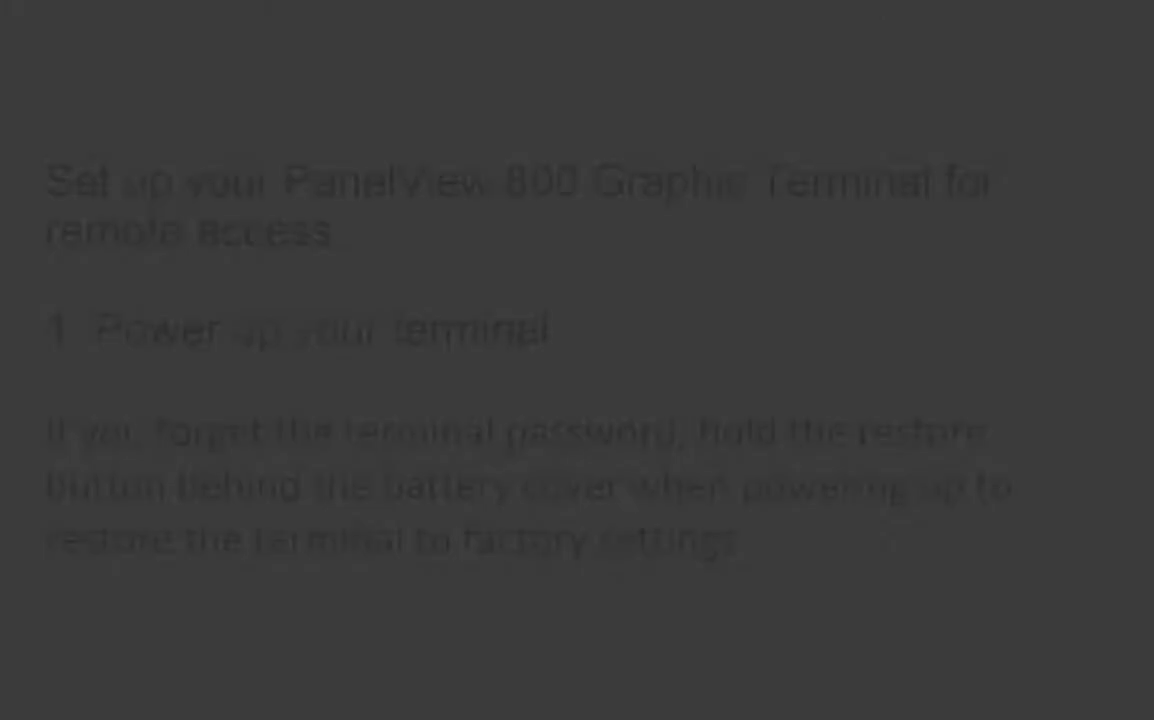 Set up your PanelView 800 Graphic Terminal for
remote access
1. Power up your terminal
If you forget the terminal password, hold the restore
button behind the battery cover when powering up to
restore the terminal to factory settings